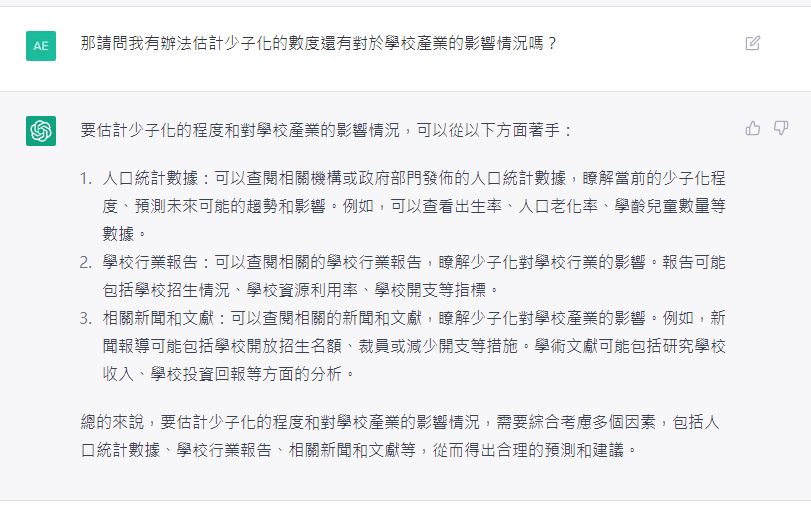 AE
那請問我有辦法估計少子化的數度還有對於學校產業的影響情況嗎？
要估計少子化的程度和對學校產業的影響情況，可以從以下方面著手：
1. 人口統計數據：可以查閱相關機構或政府部門發佈的人口統計數據，瞭解當前的少子化程
度、預測未來可能的趨勢和影響。例如，可以查看出生率、人口老化率、學齡兒童數量等
數據。
2. 學校行業報告：可以查閱相關的學校行業報告，瞭解少子化對學校行業的影響。報告可能
包括學校招生情況、學校資源利用率、學校開支等指標。
3. 相關新聞和文獻：可以查閱相關的新聞和文獻，瞭解少子化對學校產業的影響。例如，新
聞報導可能包括學校開放招生名額、裁員或減少開支等措施。學術文獻可能包括研究學校
收入、學校投資回報等方面的分析。
總的來說，要估計少子化的程度和對學校產業的影響情況，需要綜合考慮多個因素，包括人
口統計數據、學校行業報告、相關新聞和文獻等，從而得出合理的預測和建議。